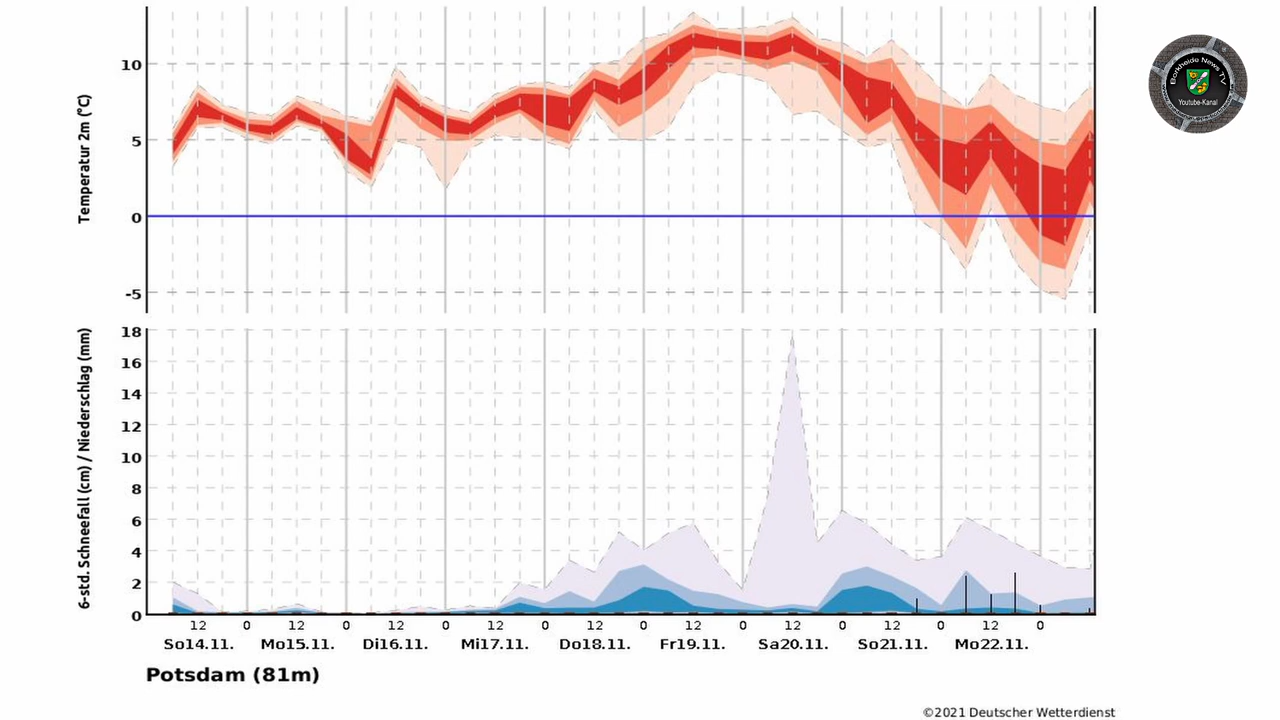 10
5
0
-5
Temperatur 2m (°C)
18
16
14
12
10
8
6
4
2
0
6-std. Schneefall (cm) / Niederschlag (mm)
12 0 12 0 12 0 12 0 12 0 12 0 12 0 12 0 12 0
So14.11. Mo15.11. Di16.11. Mi17.11. Do18.11. Fr19.11. Sa20.11. So21.11. Mo22.11.
Potsdam (81m)
©2021 Deutscher Wetterdienst
Borkheide News TV
Youtube-Kanal